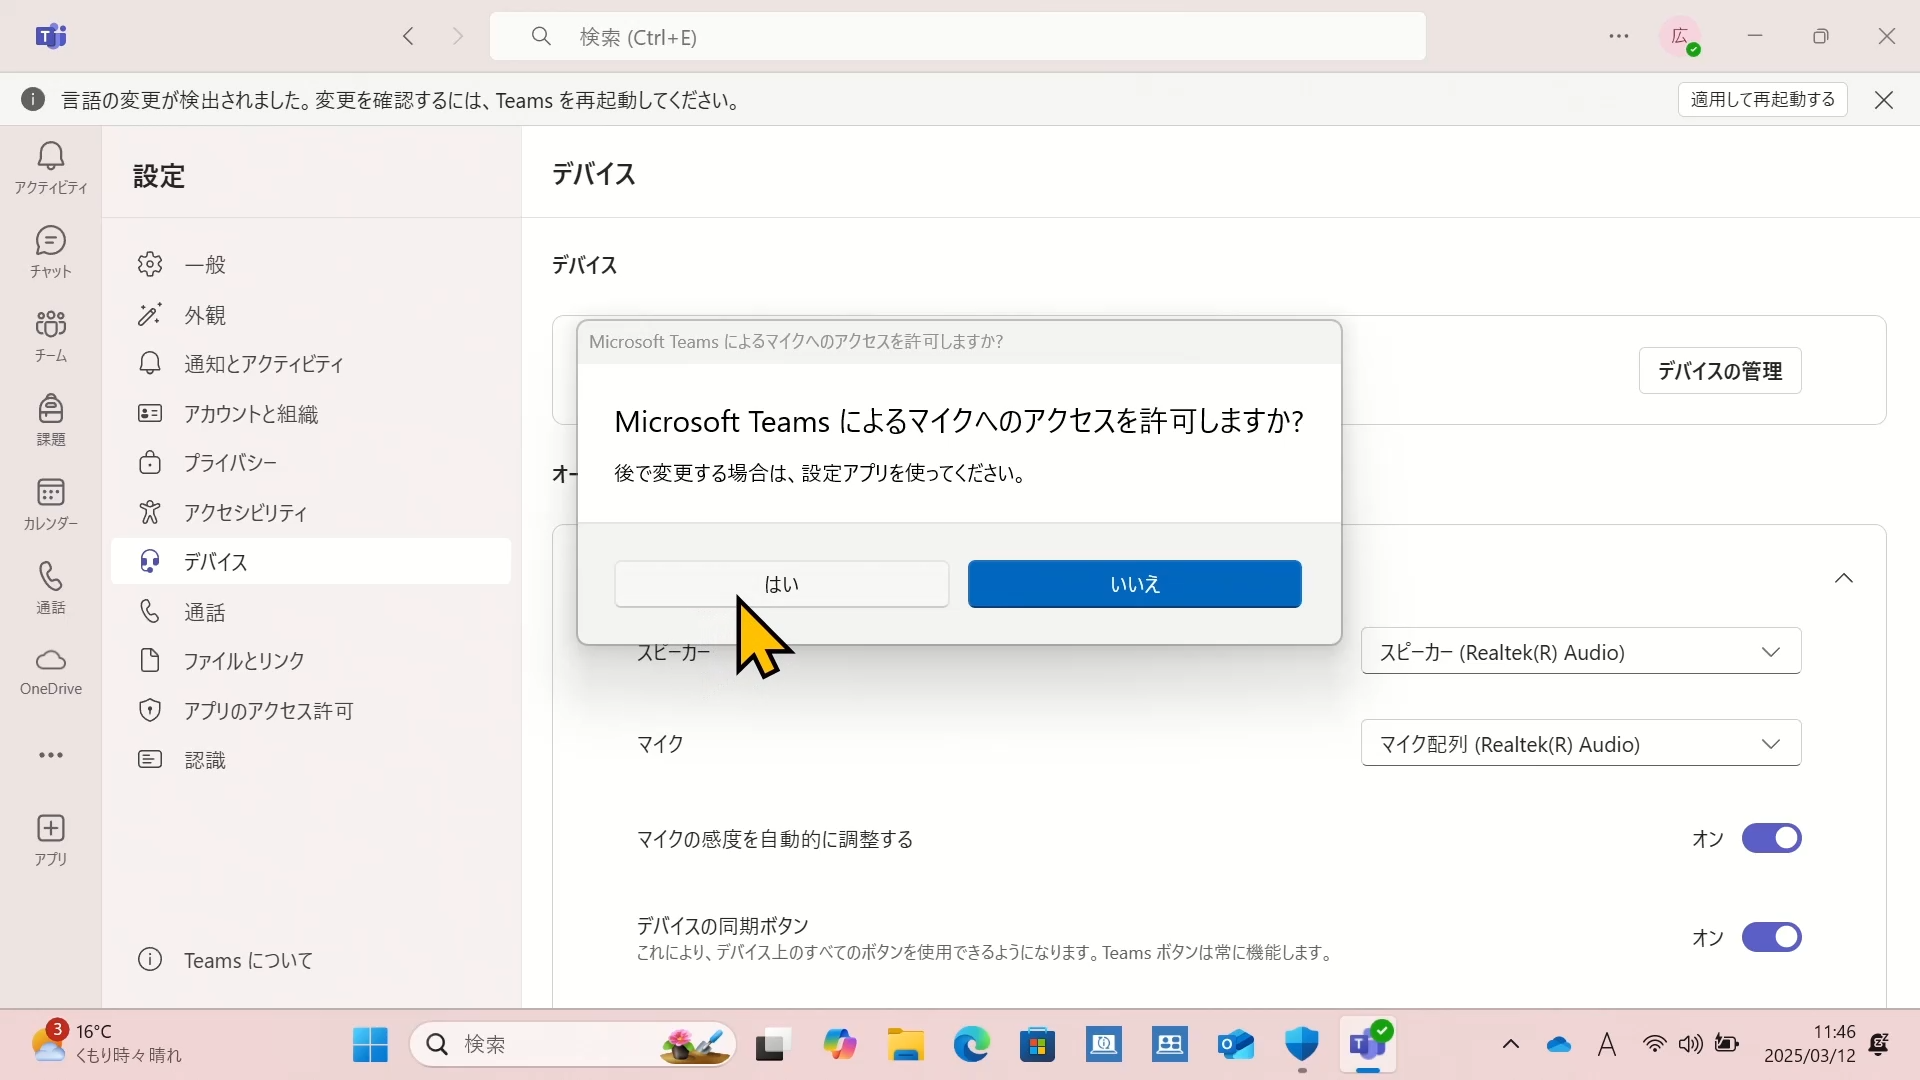 検索 (Ctrl+E)
広
言語の変更が検出されました。変更を確認するには、Teams を再起動してください。
適用して再起動する
アクティビティ
チャット
チーム
課題
カレンダー
通話
OneDrive
アプリ
設定
一般
外観
通知とアクティビティ
アカウントと組織
プライバシー
アクセシビリティ
デバイス
通話
ファイルとリンク
アプリのアクセス許可
認識
Teams について
デバイス
デバイス
デバイスの管理
オー
Microsoft Teams によるマイクへのアクセスを許可しますか?
Microsoft Teams によるマイクへのアクセスを許可しますか?
後で変更する場合は、設定アプリを使ってください。
はい
いいえ
スピーカー
スピーカー (Realtek(R) Audio)
マイク
マイク配列 (Realtek(R) Audio)
マイクの感度を自動的に調整する
オン
デバイスの同期ボタン
これにより、デバイス上のすべてのボタンを使用できるようになります。Teams ボタンは常に機能します。
オン
3
16°C
くもり時々晴れ
検索
A
11:46
2025/03/12